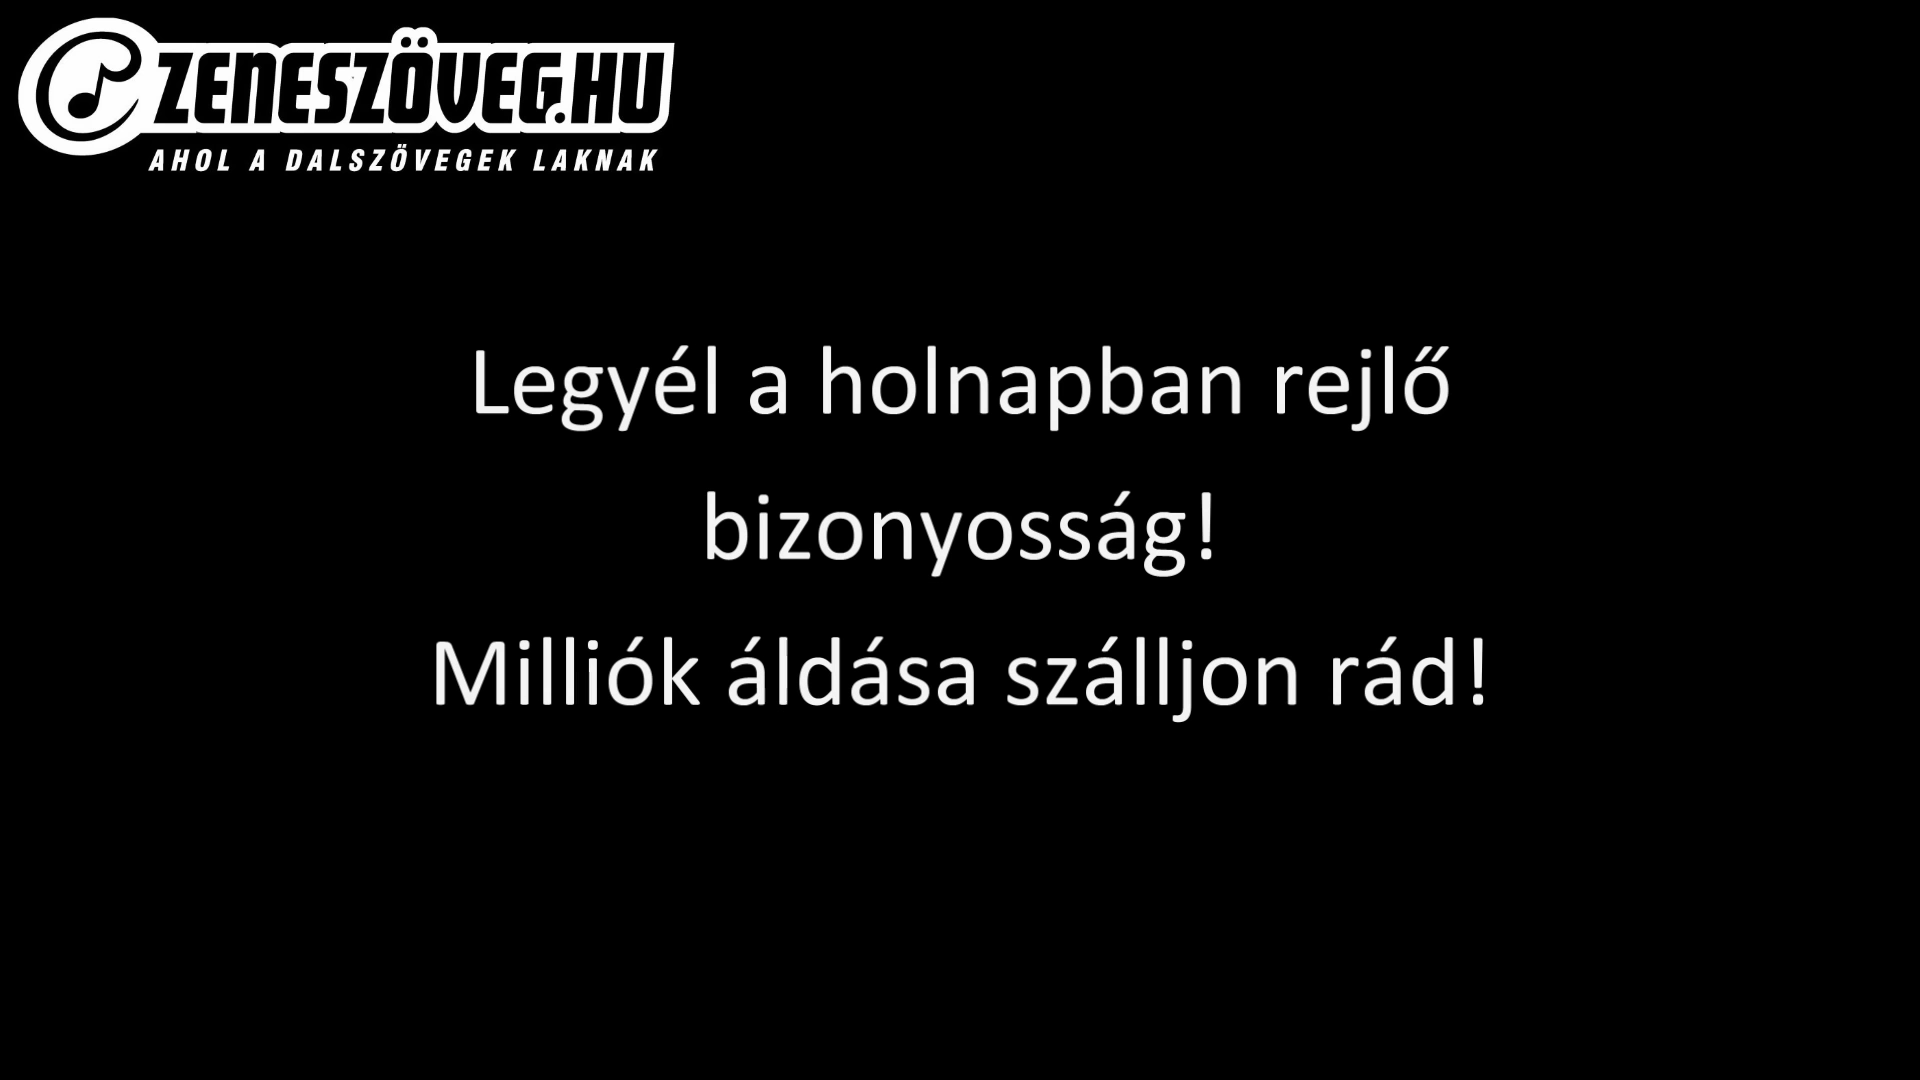 ZENESZÖVEG.HU
AHOL A DALSZÖVEGEK LAKNAK
Legyél a holnapban rejlő
bizonyosság!
Milliók áldása szálljon rád!